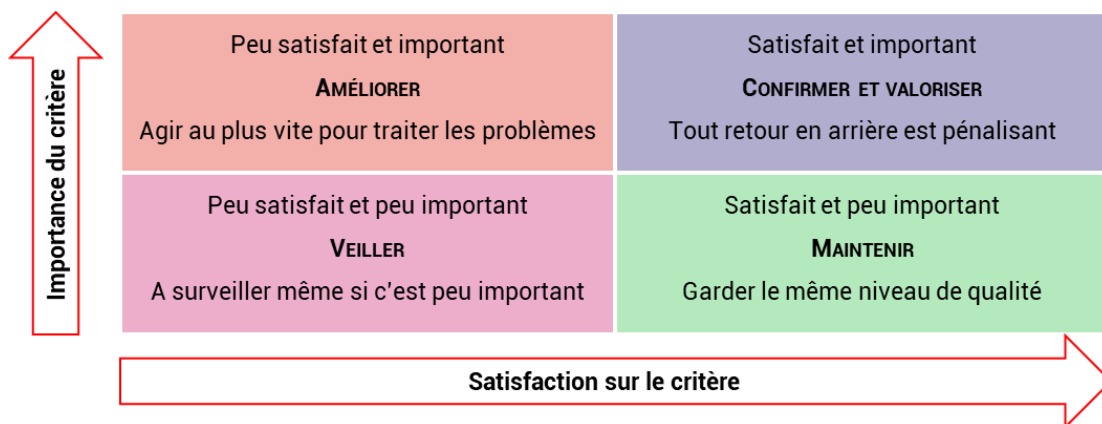 Importance du critère
Peu satisfait et important
AMÉLIORER
Agir au plus vite pour traiter les problèmes
Satisfait et important
CONFIRMER ET VALORISER
Tout retour en arrière est pénalisant
Peu satisfait et peu important
VEILLER
A surveiller même si c'est peu important
Satisfait et peu important
MAINTENIR
Garder le même niveau de qualité
Satisfaction sur le critère